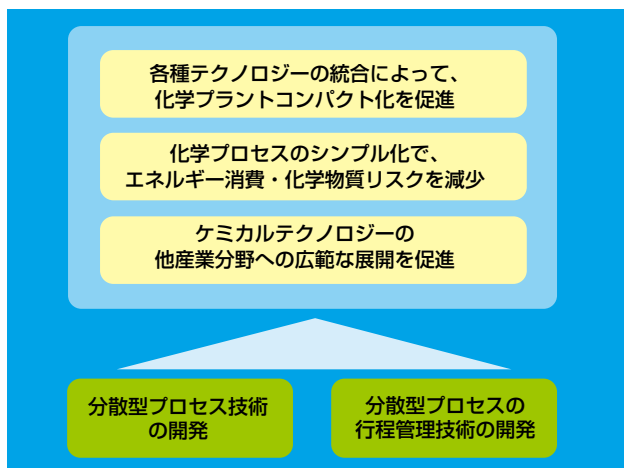 各種テクノロジーの統合によって、
化学プラントコンパクト化を促進
化学プロセスのシンプル化で、
エネルギー消費・化学物質リスクを減少
ケミカルテクノロジーの
他産業分野への広範な展開を促進
分散型プロセス技術
の開発
分散型プロセスの
行程管理技術の開発